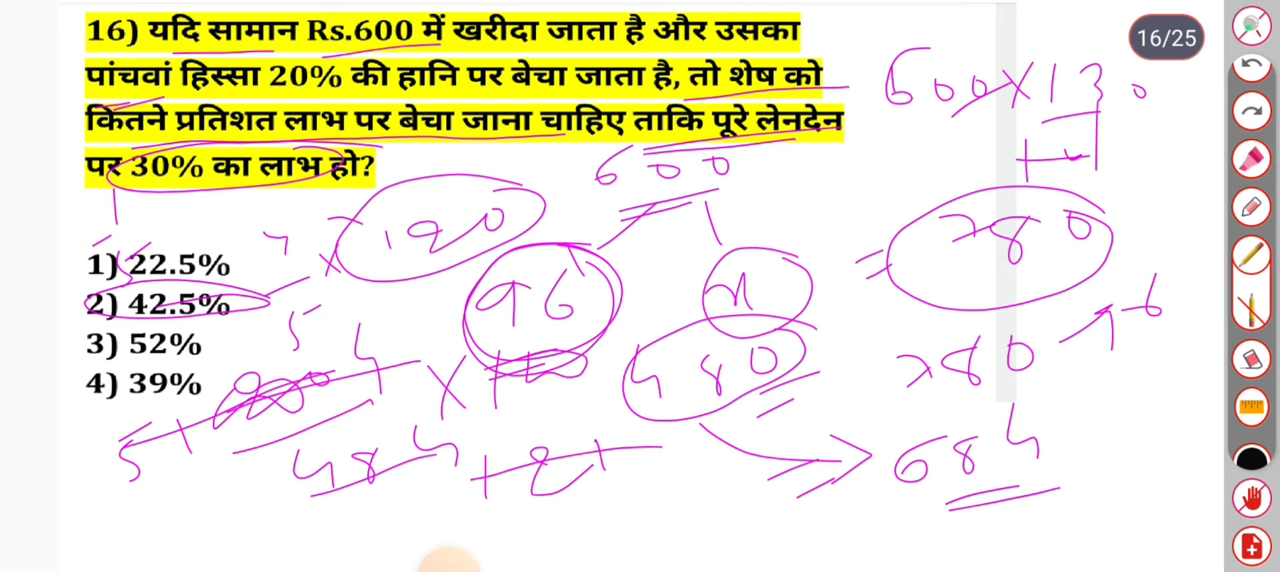 16) यदि सामान Rs.600 में खरीदा जाता है और उसका
पांचवां हिस्सा 20% की हानि पर बेचा जाता है, तो शेष को
कितने प्रतिशत लाभ पर बेचा जाना चाहिए ताकि पूरे लेनदेन
पर 30% का लाभ हो?
1) 22.5%
2) 42.5%
3) 52%
4) 39%
16/25
600 x 130
600
120
96
480
780
780
684